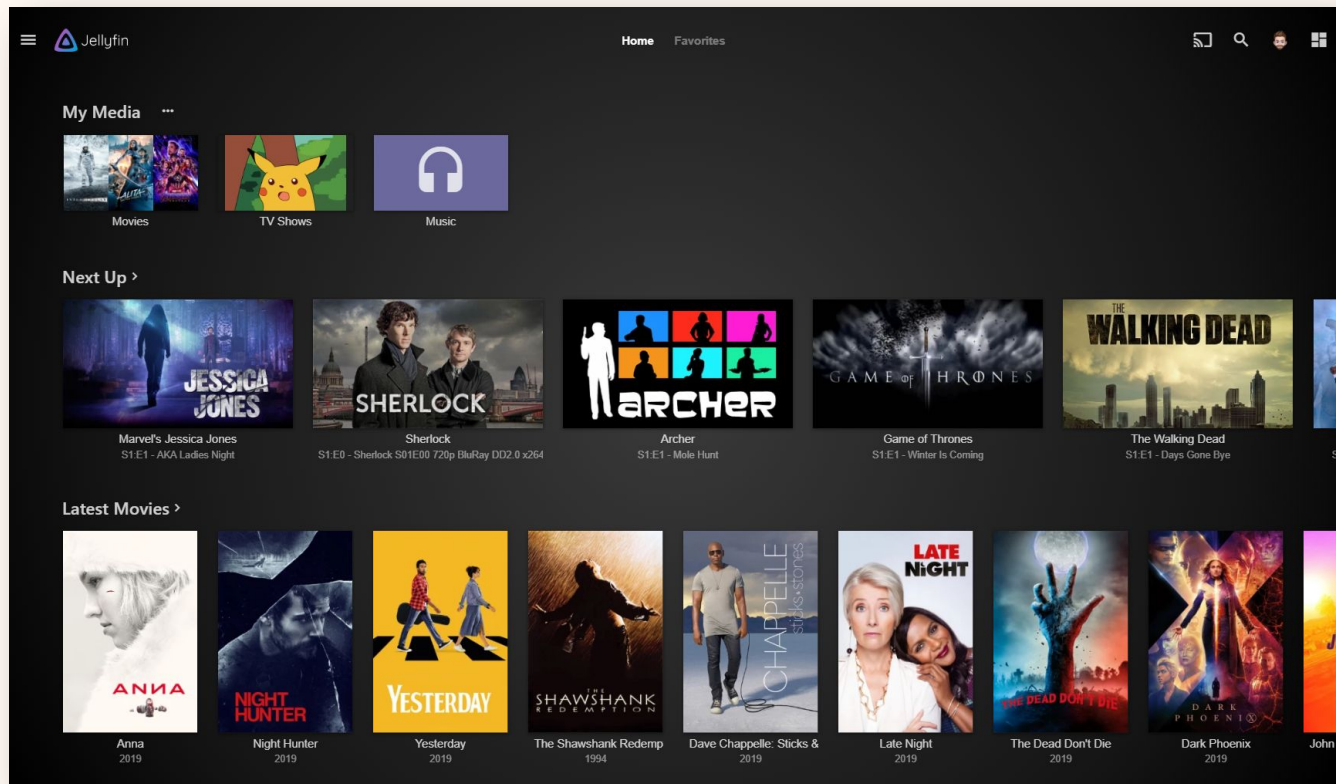 Jellyfin
Home Favorites
My Media
ALITA
Movies TV Shows Music
Next Up
JESSICA JONES
SHERLOCK
ARCHER
GAME OF THRONES
THE WALKING DEAD
Marvel's Jessica Jones
S1:E1 - AKA Ladies Night
Sherlock
S1:E0 - Sherlock S01E00 720p BluRay DD2.0 x264
Archer
S1:E1 - Mole Hunt
Game of Thrones
S1:E1 - Winter Is Coming
The Walking Dead
S1:E1 - Days Gone Bye
S
Latest Movies
ANNA
NIGHT HUNTER
YESTERDAY
THE SHAWSHANK REDEMPTION
CHAPPELLE
sticks&stones
LATE NIGHT
THE DEAD DON'T DIE
DARK PHOENIX
Anna
2019
Night Hunter
2019
Yesterday
2019
The Shawshank Redemp
1994
Dave Chappelle: Sticks &
2019
Late Night
2019
The Dead Don't Die
2019
Dark Phoenix
2019
John